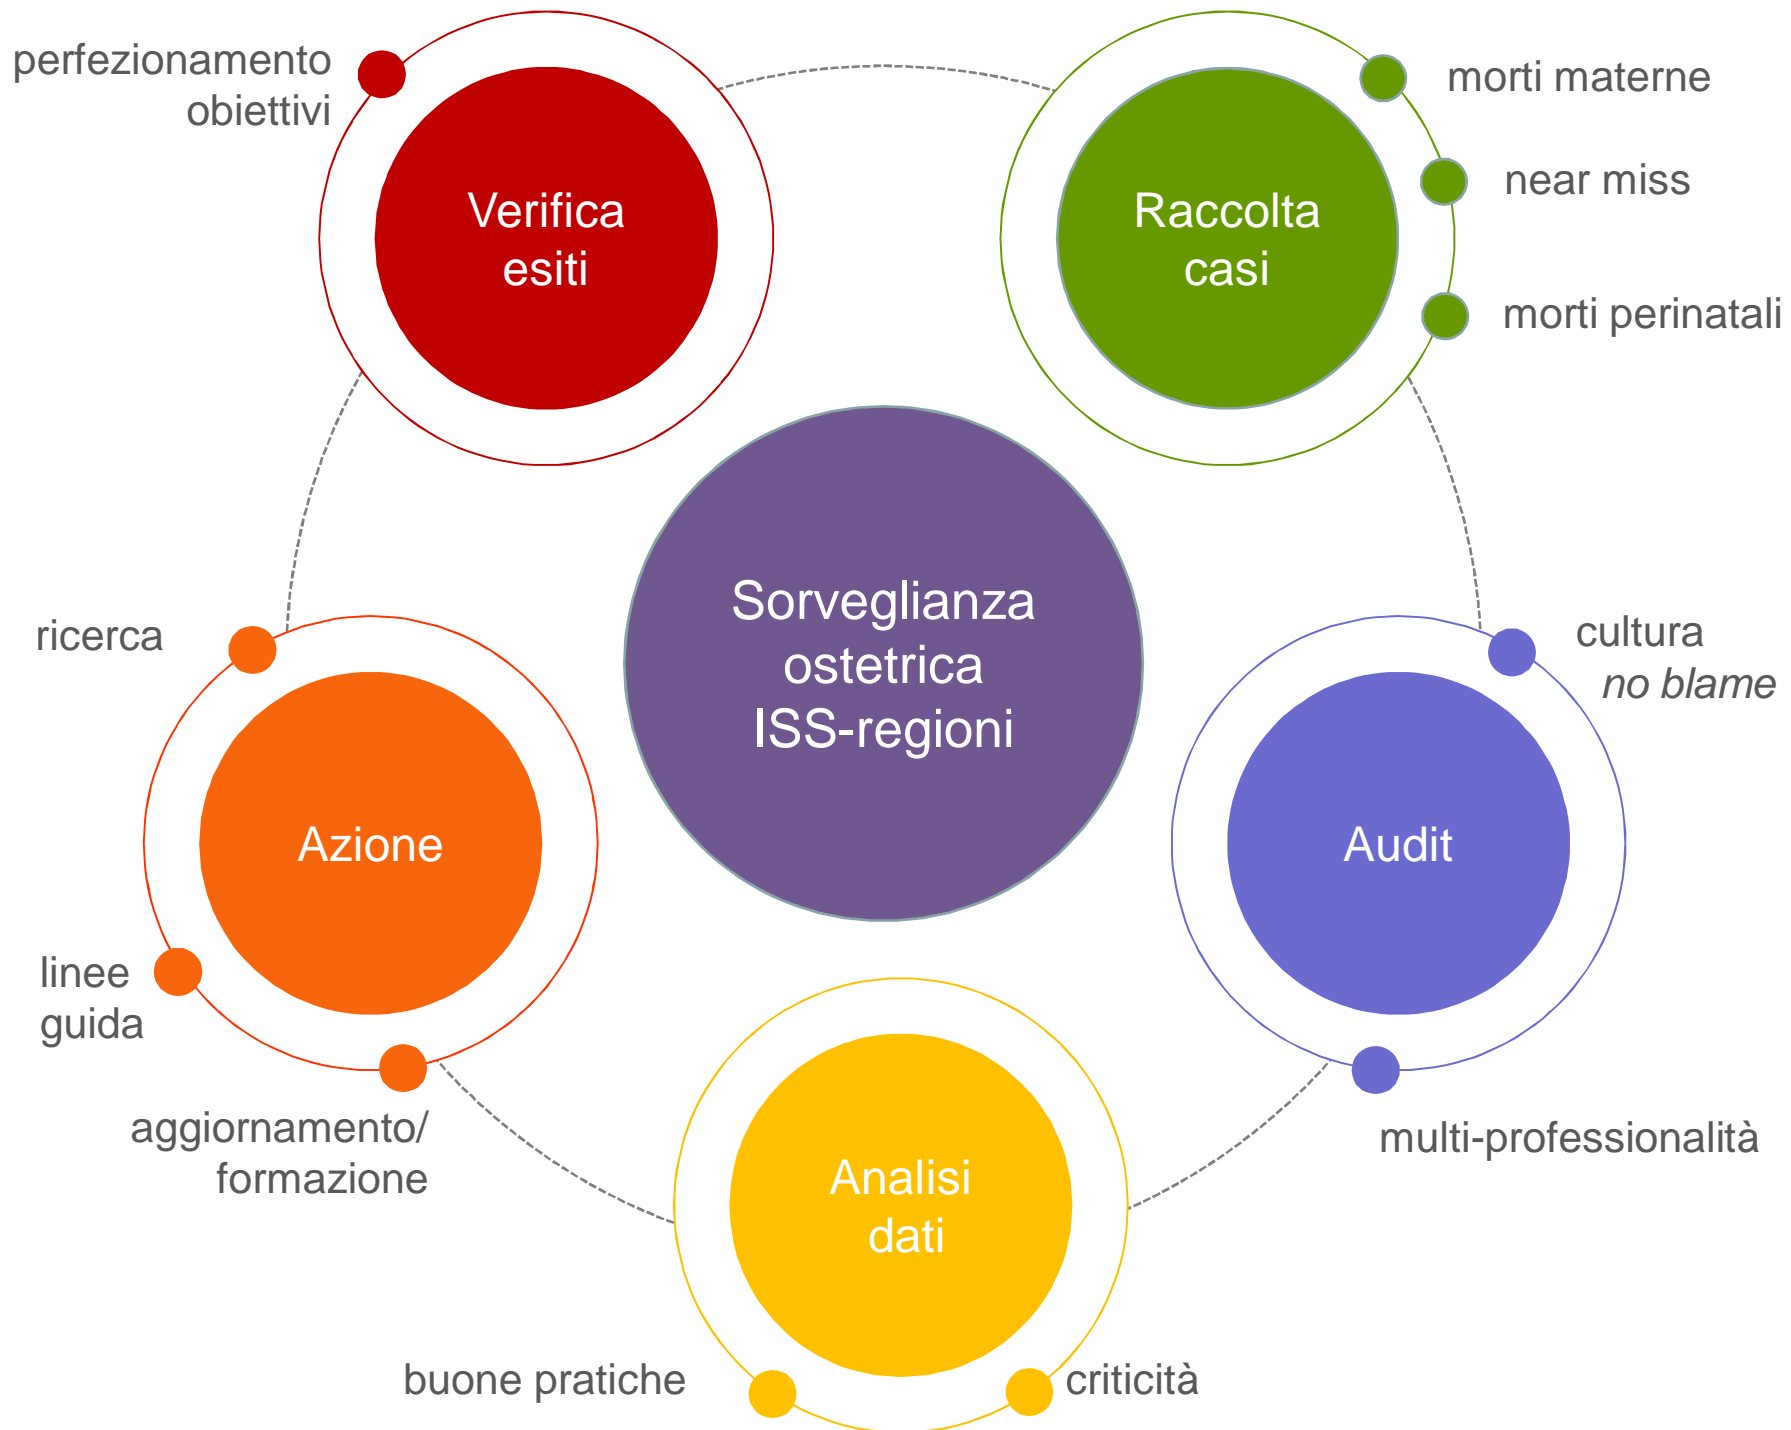 perfezionamento
obiettivi
Verifica
esiti
Raccolta
casi
morti materne
near miss
morti perinatali
Sorveglianza
ostetrica
ISS-regioni
ricerca
Azione
linee
guida
aggiornamento/
formazione
cultura
no blame
Audit
multi-professionalità
Analisi
dati
buone pratiche
criticità